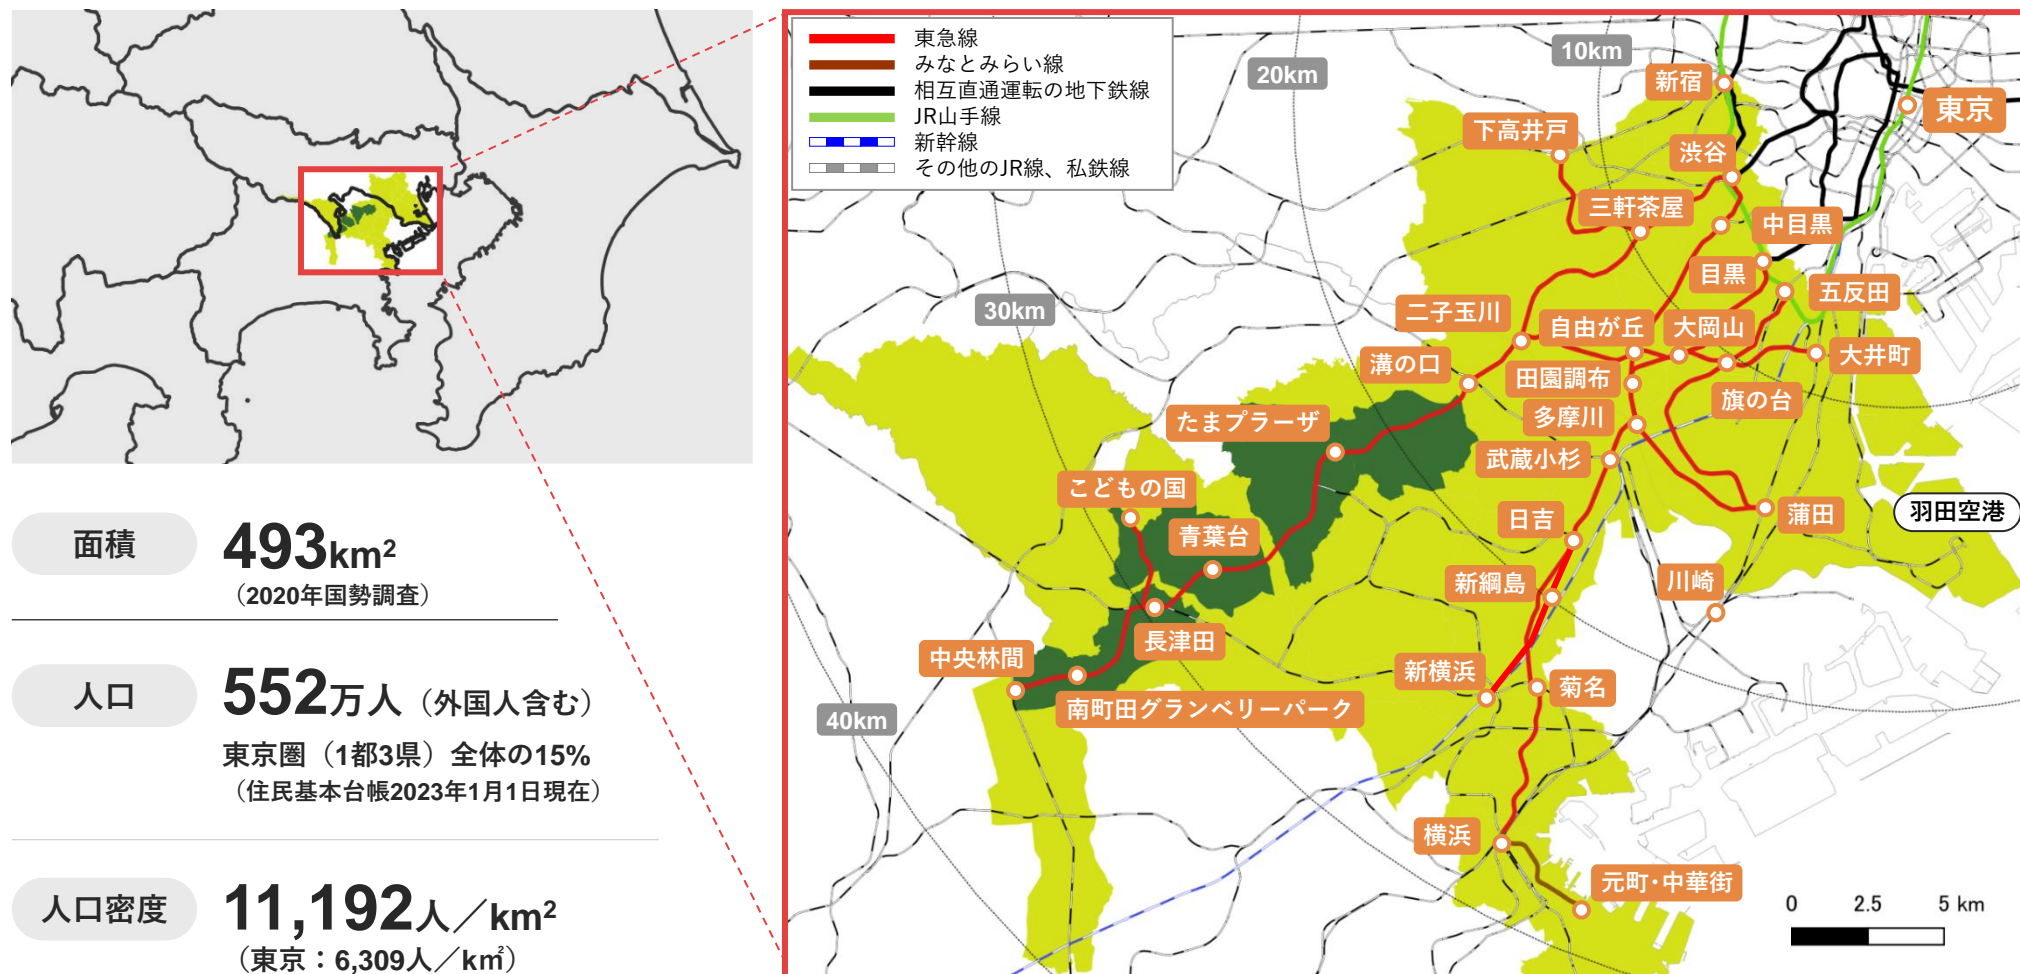 東急線
みなとみらい線
相互直通運転の地下鉄線
JR山手線
新幹線
その他のJR線、私鉄線
10km
20km
30km
40km
新宿
東京
下高井戸
渋谷
三軒茶屋
中目黒
目黒
五反田
二子玉川
自由が丘
大岡山
大井町
溝の口
田園調布
旗の台
多摩川
たまプラーザ
武蔵小杉
こどもの国
日吉
蒲田
羽田空港
青葉台
新綱島
川崎
長津田
中央林間
新横浜
菊名
南町田グランベリーパーク
横浜
元町・中華街
0 2.5 5 km
面積
493km²
（2020年国勢調査）
人口
552万人（外国人含む）
東京圏（1都3県）全体の15%
（住民基本台帳2023年1月1日現在）
人口密度
11,192人／km²
（東京：6,309人／km²）